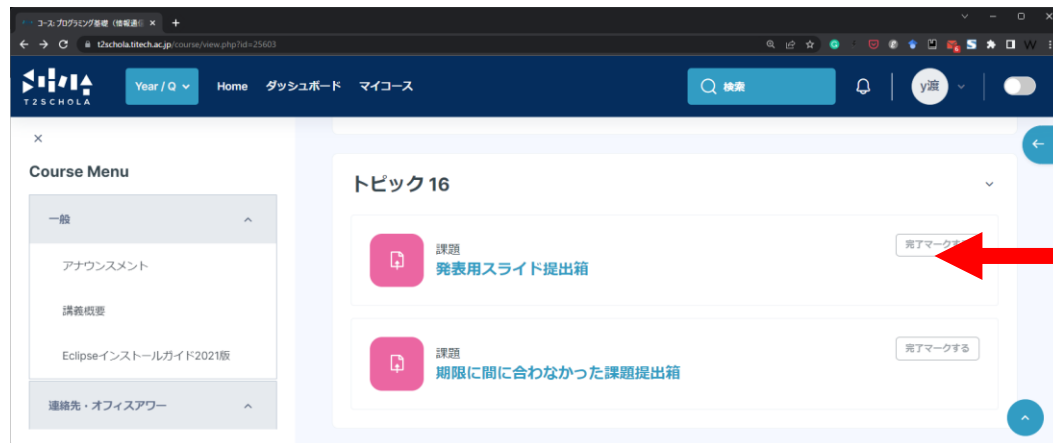 コース: プログラミング基礎 (情報通信
t2schola.titech.ac.jp/course/view.php?id=25603
T2SCHOLA
Year / Q
Home
ダッシュボード
マイコース
検索
y渡
Course Menu
一般
アナウンスメント
講義概要
Eclipseインストールガイド2021版
連絡先・オフィスアワー
トピック 16
課題
発表用スライド提出箱
完了マークする
課題
期限に間に合わなかった課題提出箱
完了マークする